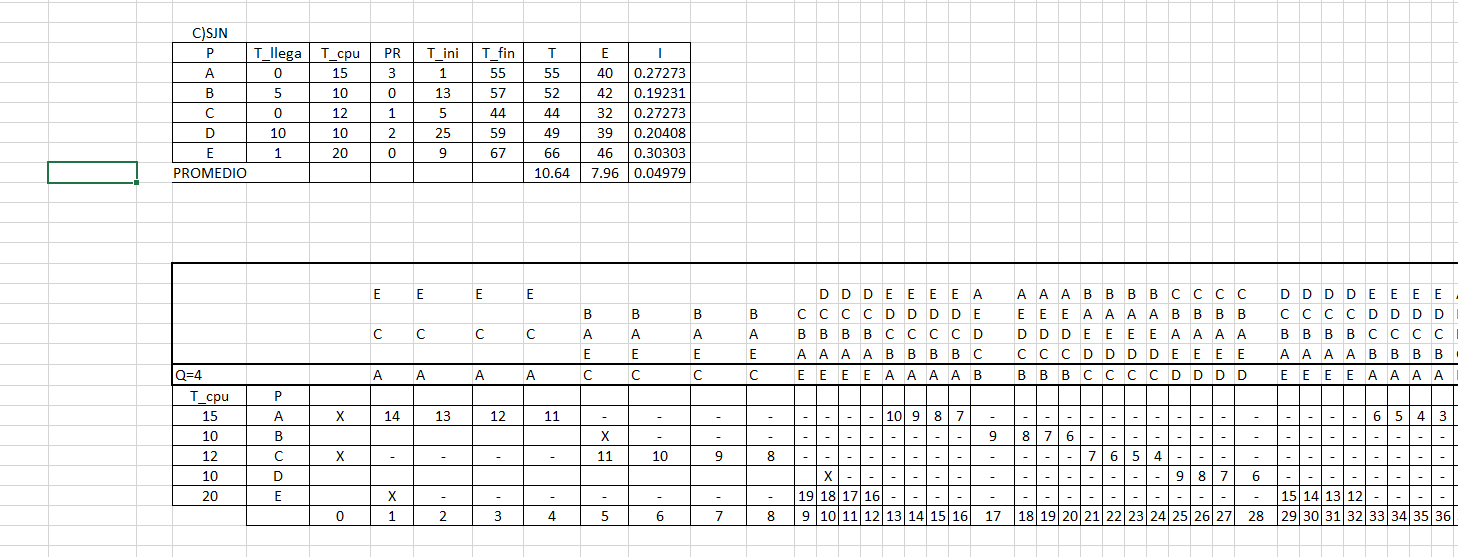 C)SJN
P T_llega T_cpu PR T_ini T_fin T E I
A 0 15 3 1 55 55 40 0.27273
B 5 10 0 13 57 52 42 0.19231
C 0 12 1 5 44 44 32 0.27273
D 10 10 2 25 59 49 39 0.20408
E 1 20 0 9 67 66 46 0.30303
PROMEDIO 10.64 7.96 0.04979
E E E E D D D E E E E A A A A B B B B C C C C D D D D E E E E
B B B B C C C C D D D D E E E E A A A A B B B B C C C C D D D D
C C C C A A A A B B B B C C C C D D D D E E E E A A A A B B B B C C C C
E E E E A A A A B B B B C C C C D D D D E E E E A A A A B B B B
Q=4 A A A A C C C C E E E E A A A A B B B B C C C C D D D D E E E E A A A A
T_cpu P
15 A X 14 13 12 11 - - - - - - - - 10 9 8 7 - - - - - - - - - - - - - - - - 6 5 4 3
10 B X - - - - - - - - - - - 9 8 7 6 - - - - - - - - - - - - - - - -
12 C X - - - - 11 10 9 8 - - - - - - - - - - - - 7 6 5 4 - - - - - - - - - - - -
10 D X - - - - - - - - - - - - - - 9 8 7 6 - - - - - - - -
20 E X - - - - - - - 19 18 17 16 - - - - - - - - - - - - - - - - 15 14 13 12 - - - -
0 1 2 3 4 5 6 7 8 9 10 11 12 13 14 15 16 17 18 19 20 21 22 23 24 25 26 27 28 29 30 31 32 33 34 35 36